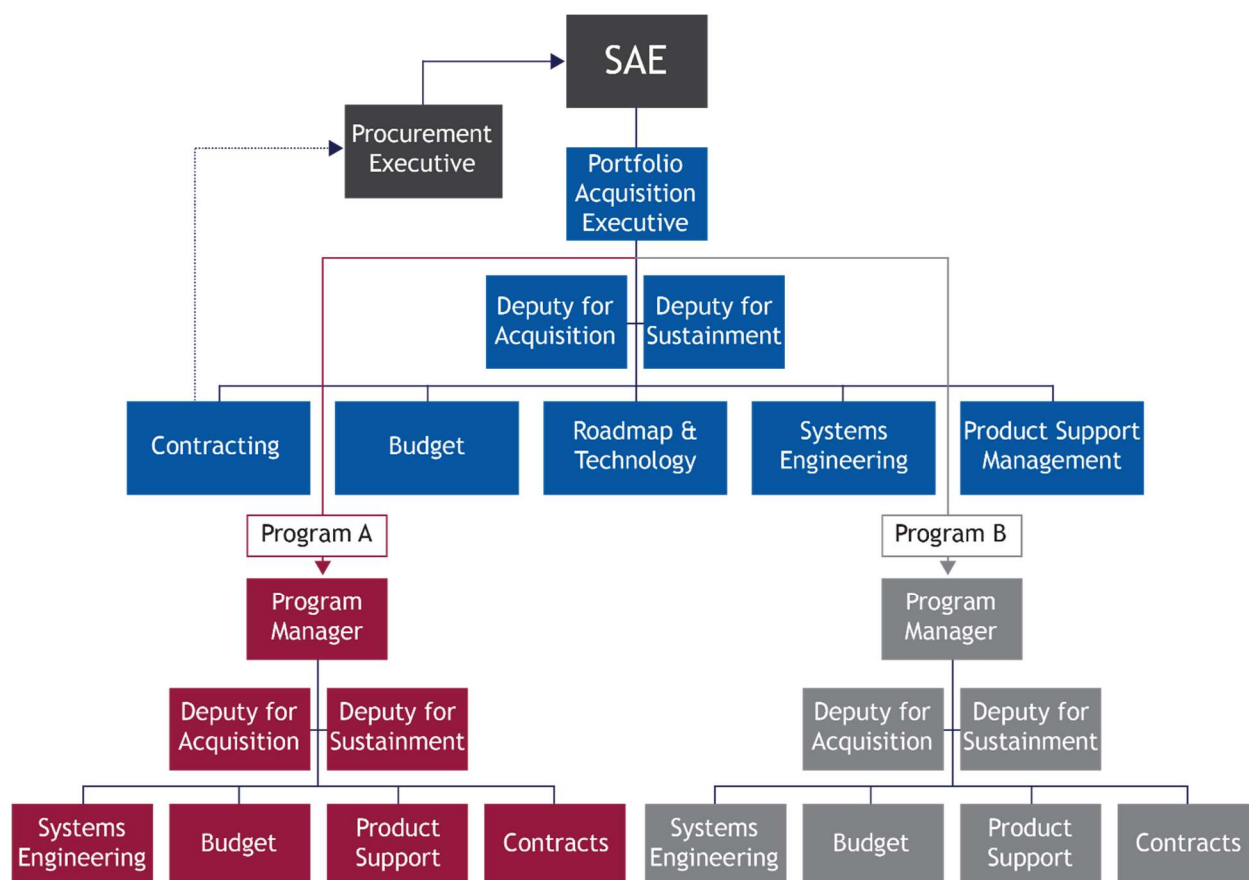 SAE
Procurement
Executive
Portfolio
Acquisition
Executive
Deputy for
Acquisition
Deputy for
Sustainment
Contracting
Budget
Roadmap &
Technology
Systems
Engineering
Product Support
Management
Program A
Program B
Program
Manager
Program
Manager
Deputy for
Acquisition
Deputy for
Sustainment
Deputy for
Acquisition
Deputy for
Sustainment
Systems
Engineering
Budget
Product
Support
Contracts
Systems
Engineering
Budget
Product
Support
Contracts